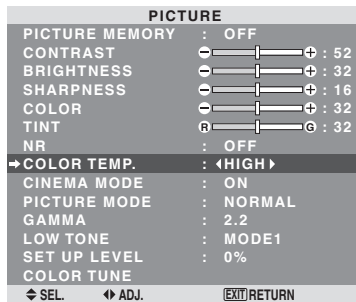 PICTURE
PICTURE MEMORY : OFF
CONTRAST : 52
BRIGHTNESS : 32
SHARPNESS : 16
COLOR : 32
TINT R G : 32
NR : OFF
COLOR TEMP. : HIGH
CINEMA MODE : ON
PICTURE MODE : NORMAL
GAMMA : 2.2
LOW TONE : MODE1
SET UP LEVEL : 0%
COLOR TUNE
SEL. ADJ. EXIT RETURN